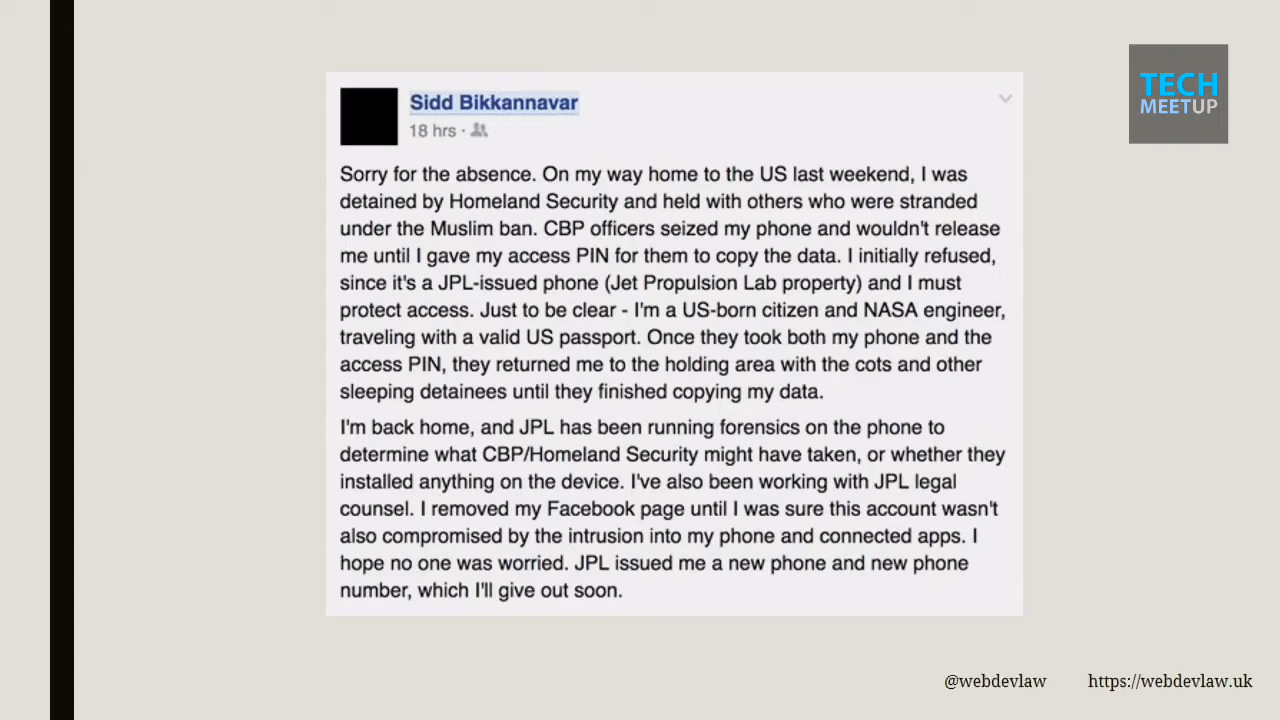 TECH
MEETUP
Sidd Bikkannavar
18 hrs ·
Sorry for the absence. On my way home to the US last weekend, I was
detained by Homeland Security and held with others who were stranded
under the Muslim ban. CBP officers seized my phone and wouldn't release
me until I gave my access PIN for them to copy the data. I initially refused,
since it's a JPL-issued phone (Jet Propulsion Lab property) and I must
protect access. Just to be clear - I'm a US-born citizen and NASA engineer,
traveling with a valid US passport. Once they took both my phone and the
access PIN, they returned me to the holding area with the cots and other
sleeping detainees until they finished copying my data.
I'm back home, and JPL has been running forensics on the phone to
determine what CBP/Homeland Security might have taken, or whether they
installed anything on the device. I've also been working with JPL legal
counsel. I removed my Facebook page until I was sure this account wasn't
also compromised by the intrusion into my phone and connected apps. I
hope no one was worried. JPL issued me a new phone and new phone
number, which I'll give out soon.
@webdevlaw https://webdevlaw.uk